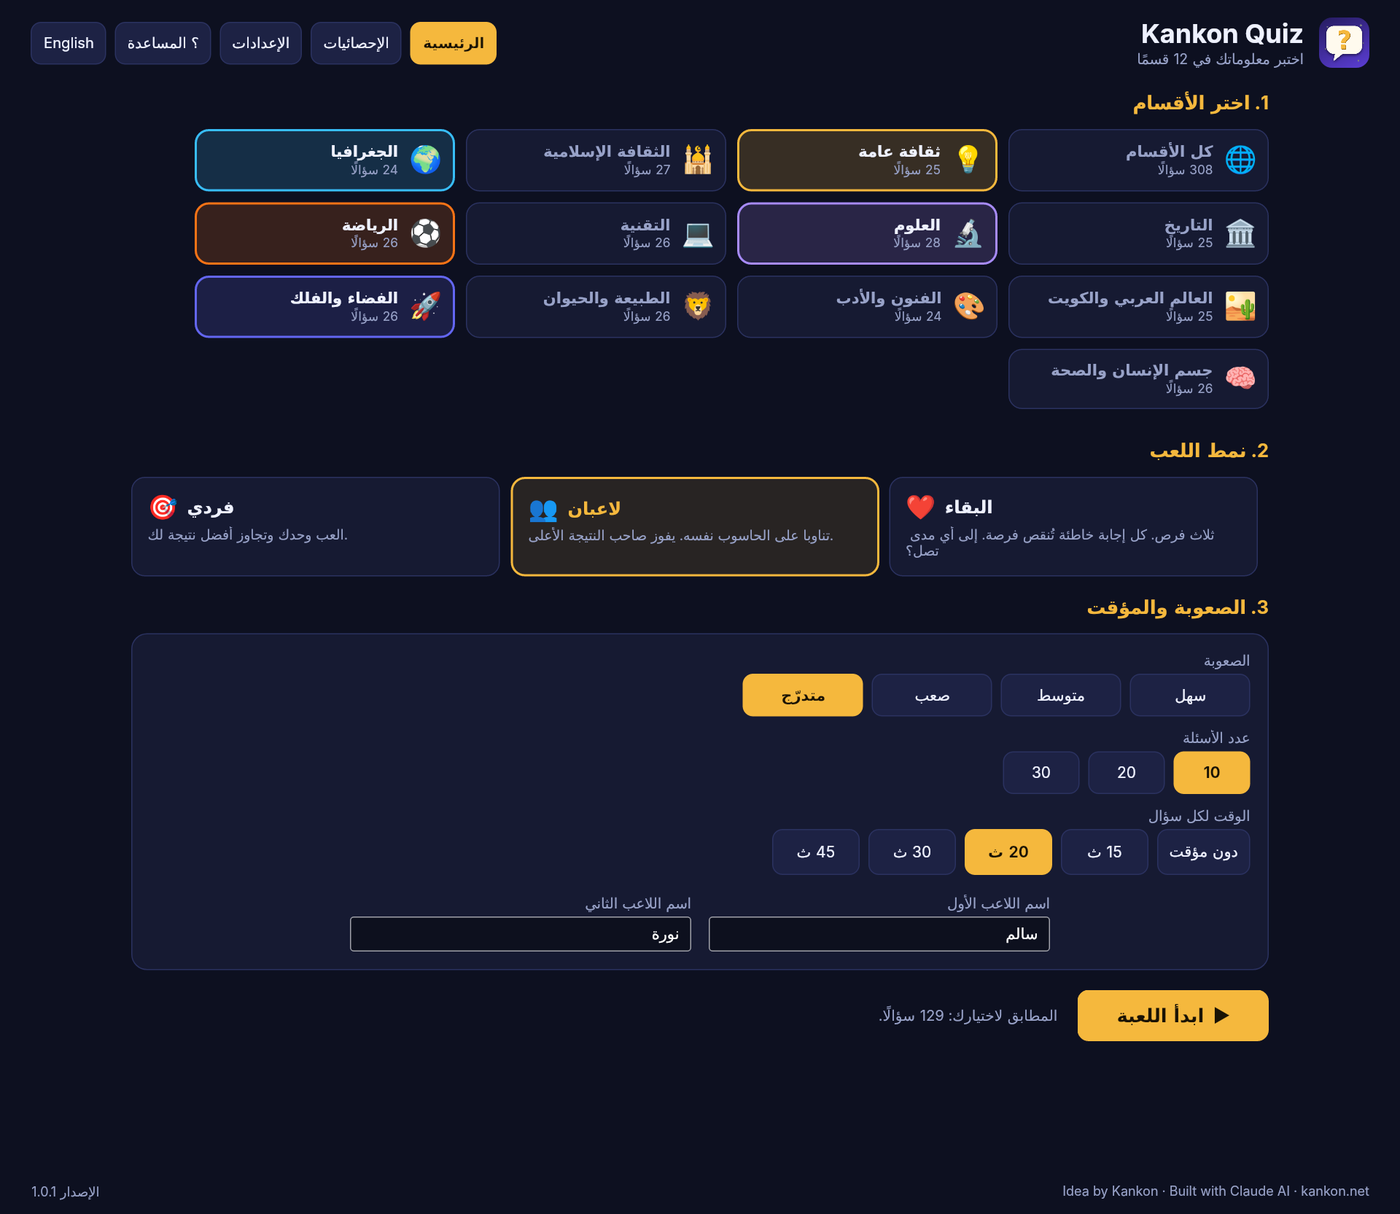 Kankon Quiz
اختبر معلوماتك في 12 قسمًا
الرئيسية
الإحصائيات
الإعدادات
؟ المساعدة
English
1. اختر الأقسام
كل الأقسام
308 سؤالًا
ثقافة عامة
25 سؤالًا
الثقافة الإسلامية
27 سؤالًا
الجغرافيا
24 سؤالًا
التاريخ
25 سؤالًا
العلوم
28 سؤالًا
التقنية
26 سؤالًا
الرياضة
26 سؤالًا
العالم العربي والكويت
25 سؤالًا
الفنون والأدب
24 سؤالًا
الطبيعة والحيوان
26 سؤالًا
الفضاء والفلك
26 سؤالًا
جسم الإنسان والصحة
26 سؤالًا
2. نمط اللعب
البقاء
ثلاث فرص. كل إجابة خاطئة تُنقص فرصة. إلى أي مدى
تصل؟
لاعبان
تناوبا على الحاسوب نفسه. يفوز صاحب النتيجة الأعلى.
فردي
العب وحدك وتجاوز أفضل نتيجة لك.
3. الصعوبة والمؤقت
الصعوبة
سهل
متوسط
صعب
متدرّج
عدد الأسئلة
10
20
30
الوقت لكل سؤال
دون مؤقت
15 ث
20 ث
30 ث
45 ث
اسم اللاعب الأول
سالم
اسم اللاعب الثاني
نورة
ابدأ اللعبة
المطابق لاختيارك: 129 سؤالًا.
Idea by Kankon · Built with Claude AI · kankon.net
الإصدار 1.0.1